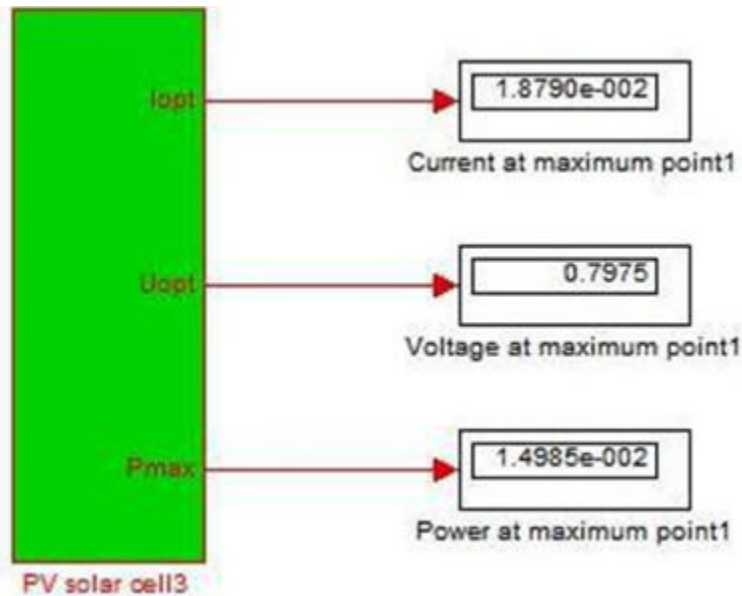 Iopt
1.8790e-002
Current at maximum point1
Uopt
0.7975
Voltage at maximum point1
Pmax
1.4985e-002
Power at maximum point1
PV solar cell3